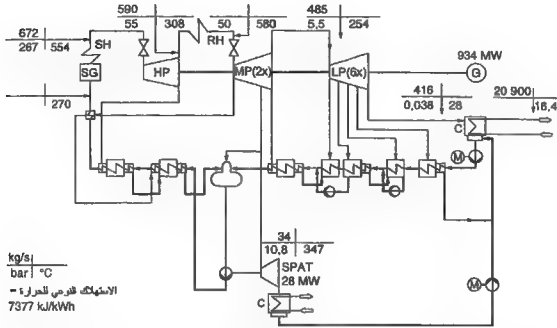 590
55
308
RH
50
580
485
5,5
254
672
267
554
SH
SG
HP
MP(2x)
LP(6x)
934 MW
G
270
416
0,038
28
20 900
18,4
C
M
34
10,8
347
SPAT
28 MW
C
M
kg/s
bar
°C
الاستهلاك النوعي للحرارة =
7377 kJ/kWh